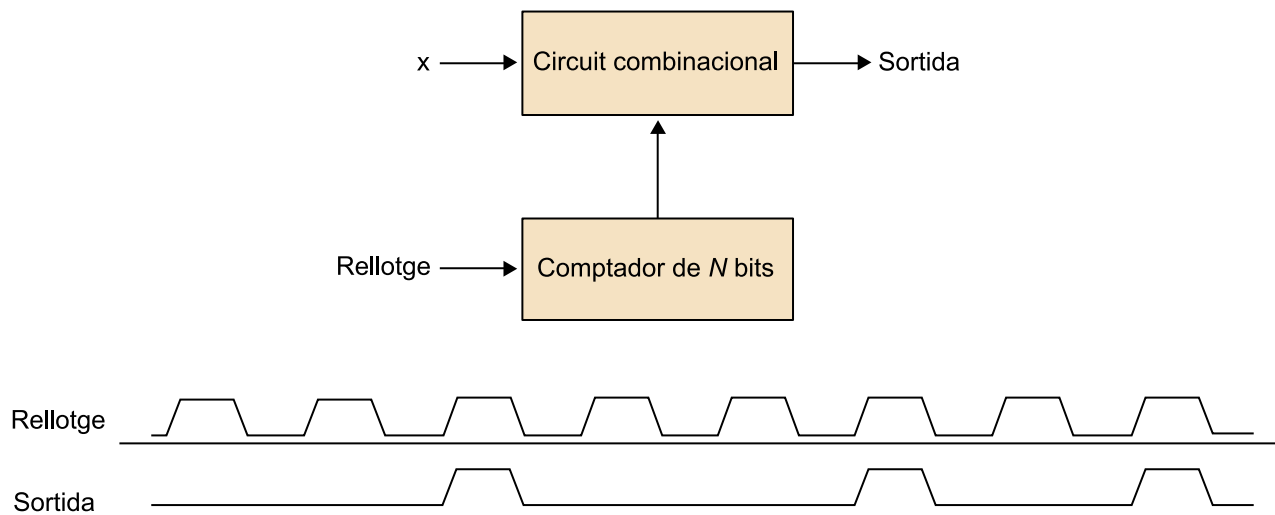 x
Circuit combinacional
Sortida
Rellotge
Comptador de N bits
Rellotge
Sortida